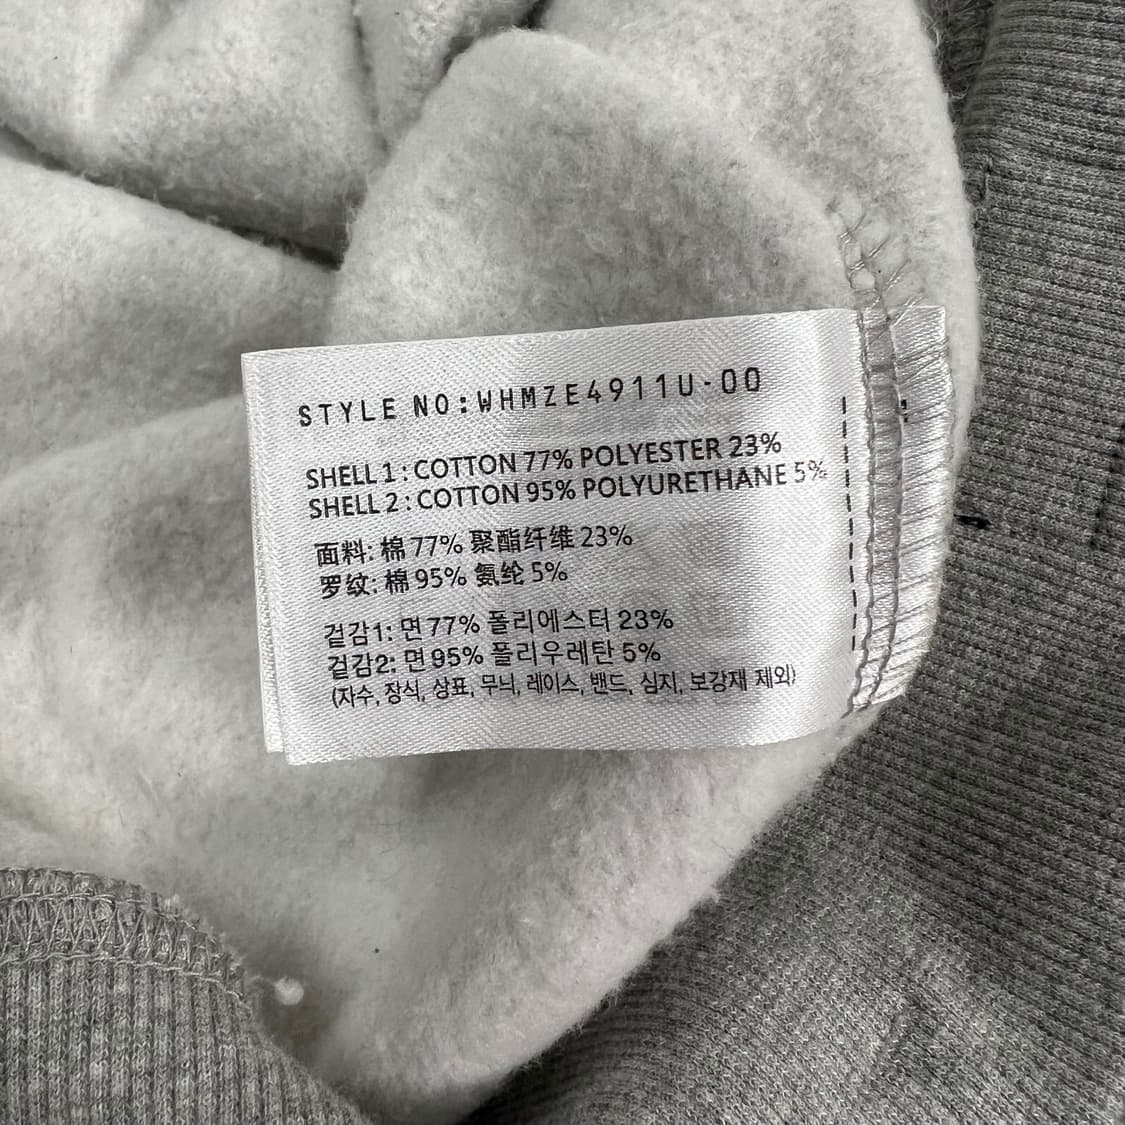 STYLE NO:WHMZE4911U-00
SHELL 1 : COTTON 77% POLYESTER 23%
SHELL 2 : COTTON 95% POLYURETHANE 5%
面料: 棉 77% 聚酯纤维 23%
罗纹: 棉 95% 氨纶 5%
겉감1: 면 77% 폴리에스터 23%
겉감2: 면 95% 폴리우레탄 5%
(자수, 장식, 상표, 무늬, 레이스, 밴드, 심지, 보강재 제외)